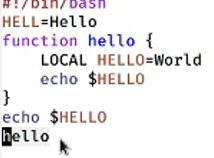 #!/bin/bash
HELL=Hello
function hello {
LOCAL HELLO=World
echo $HELLO
}
echo $HELLO
hello